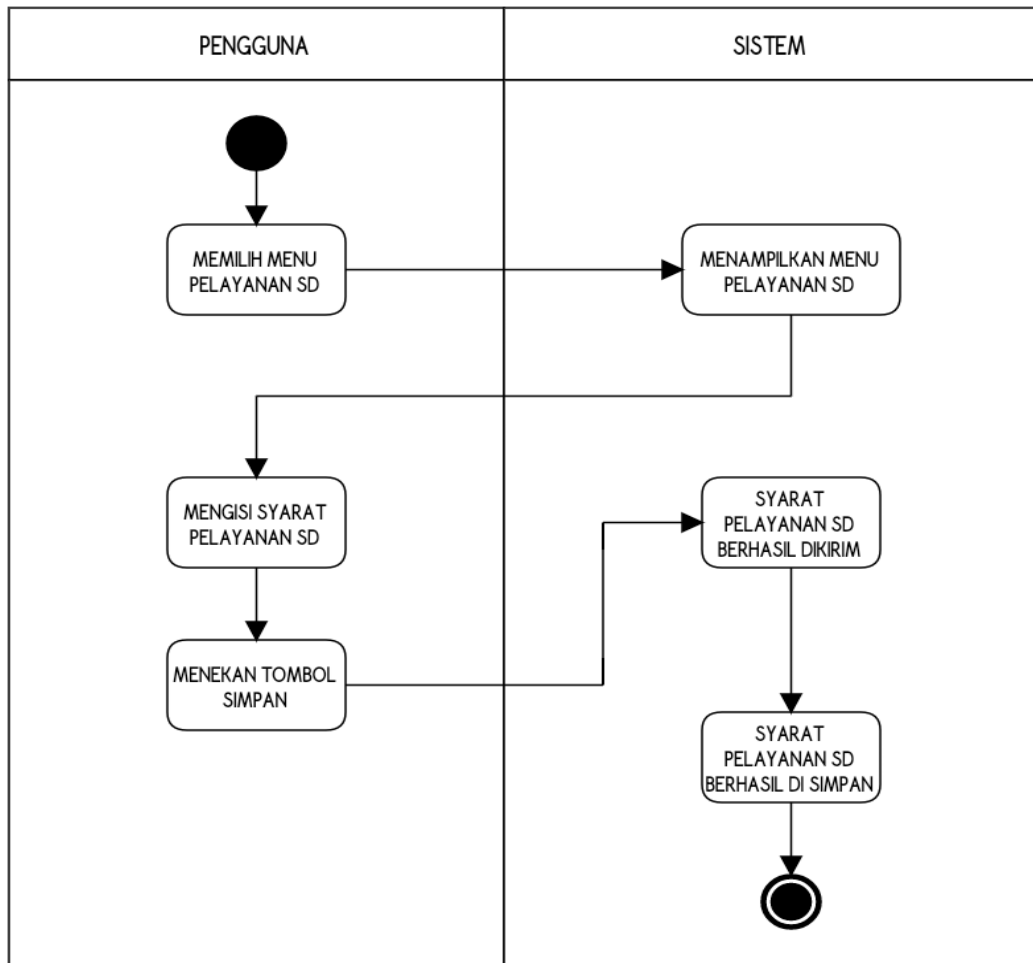 PENGGUNA
SISTEM
MEMILIH MENU
PELAYANAN SD
MENAMPILKAN MENU
PELAYANAN SD
MENGISI SYARAT
PELAYANAN SD
MENEKAN TOMBOL
SIMPAN
SYARAT
PELAYANAN SD
BERHASIL DIKIRIM
SYARAT
PELAYANAN SD
BERHASIL DI SIMPAN